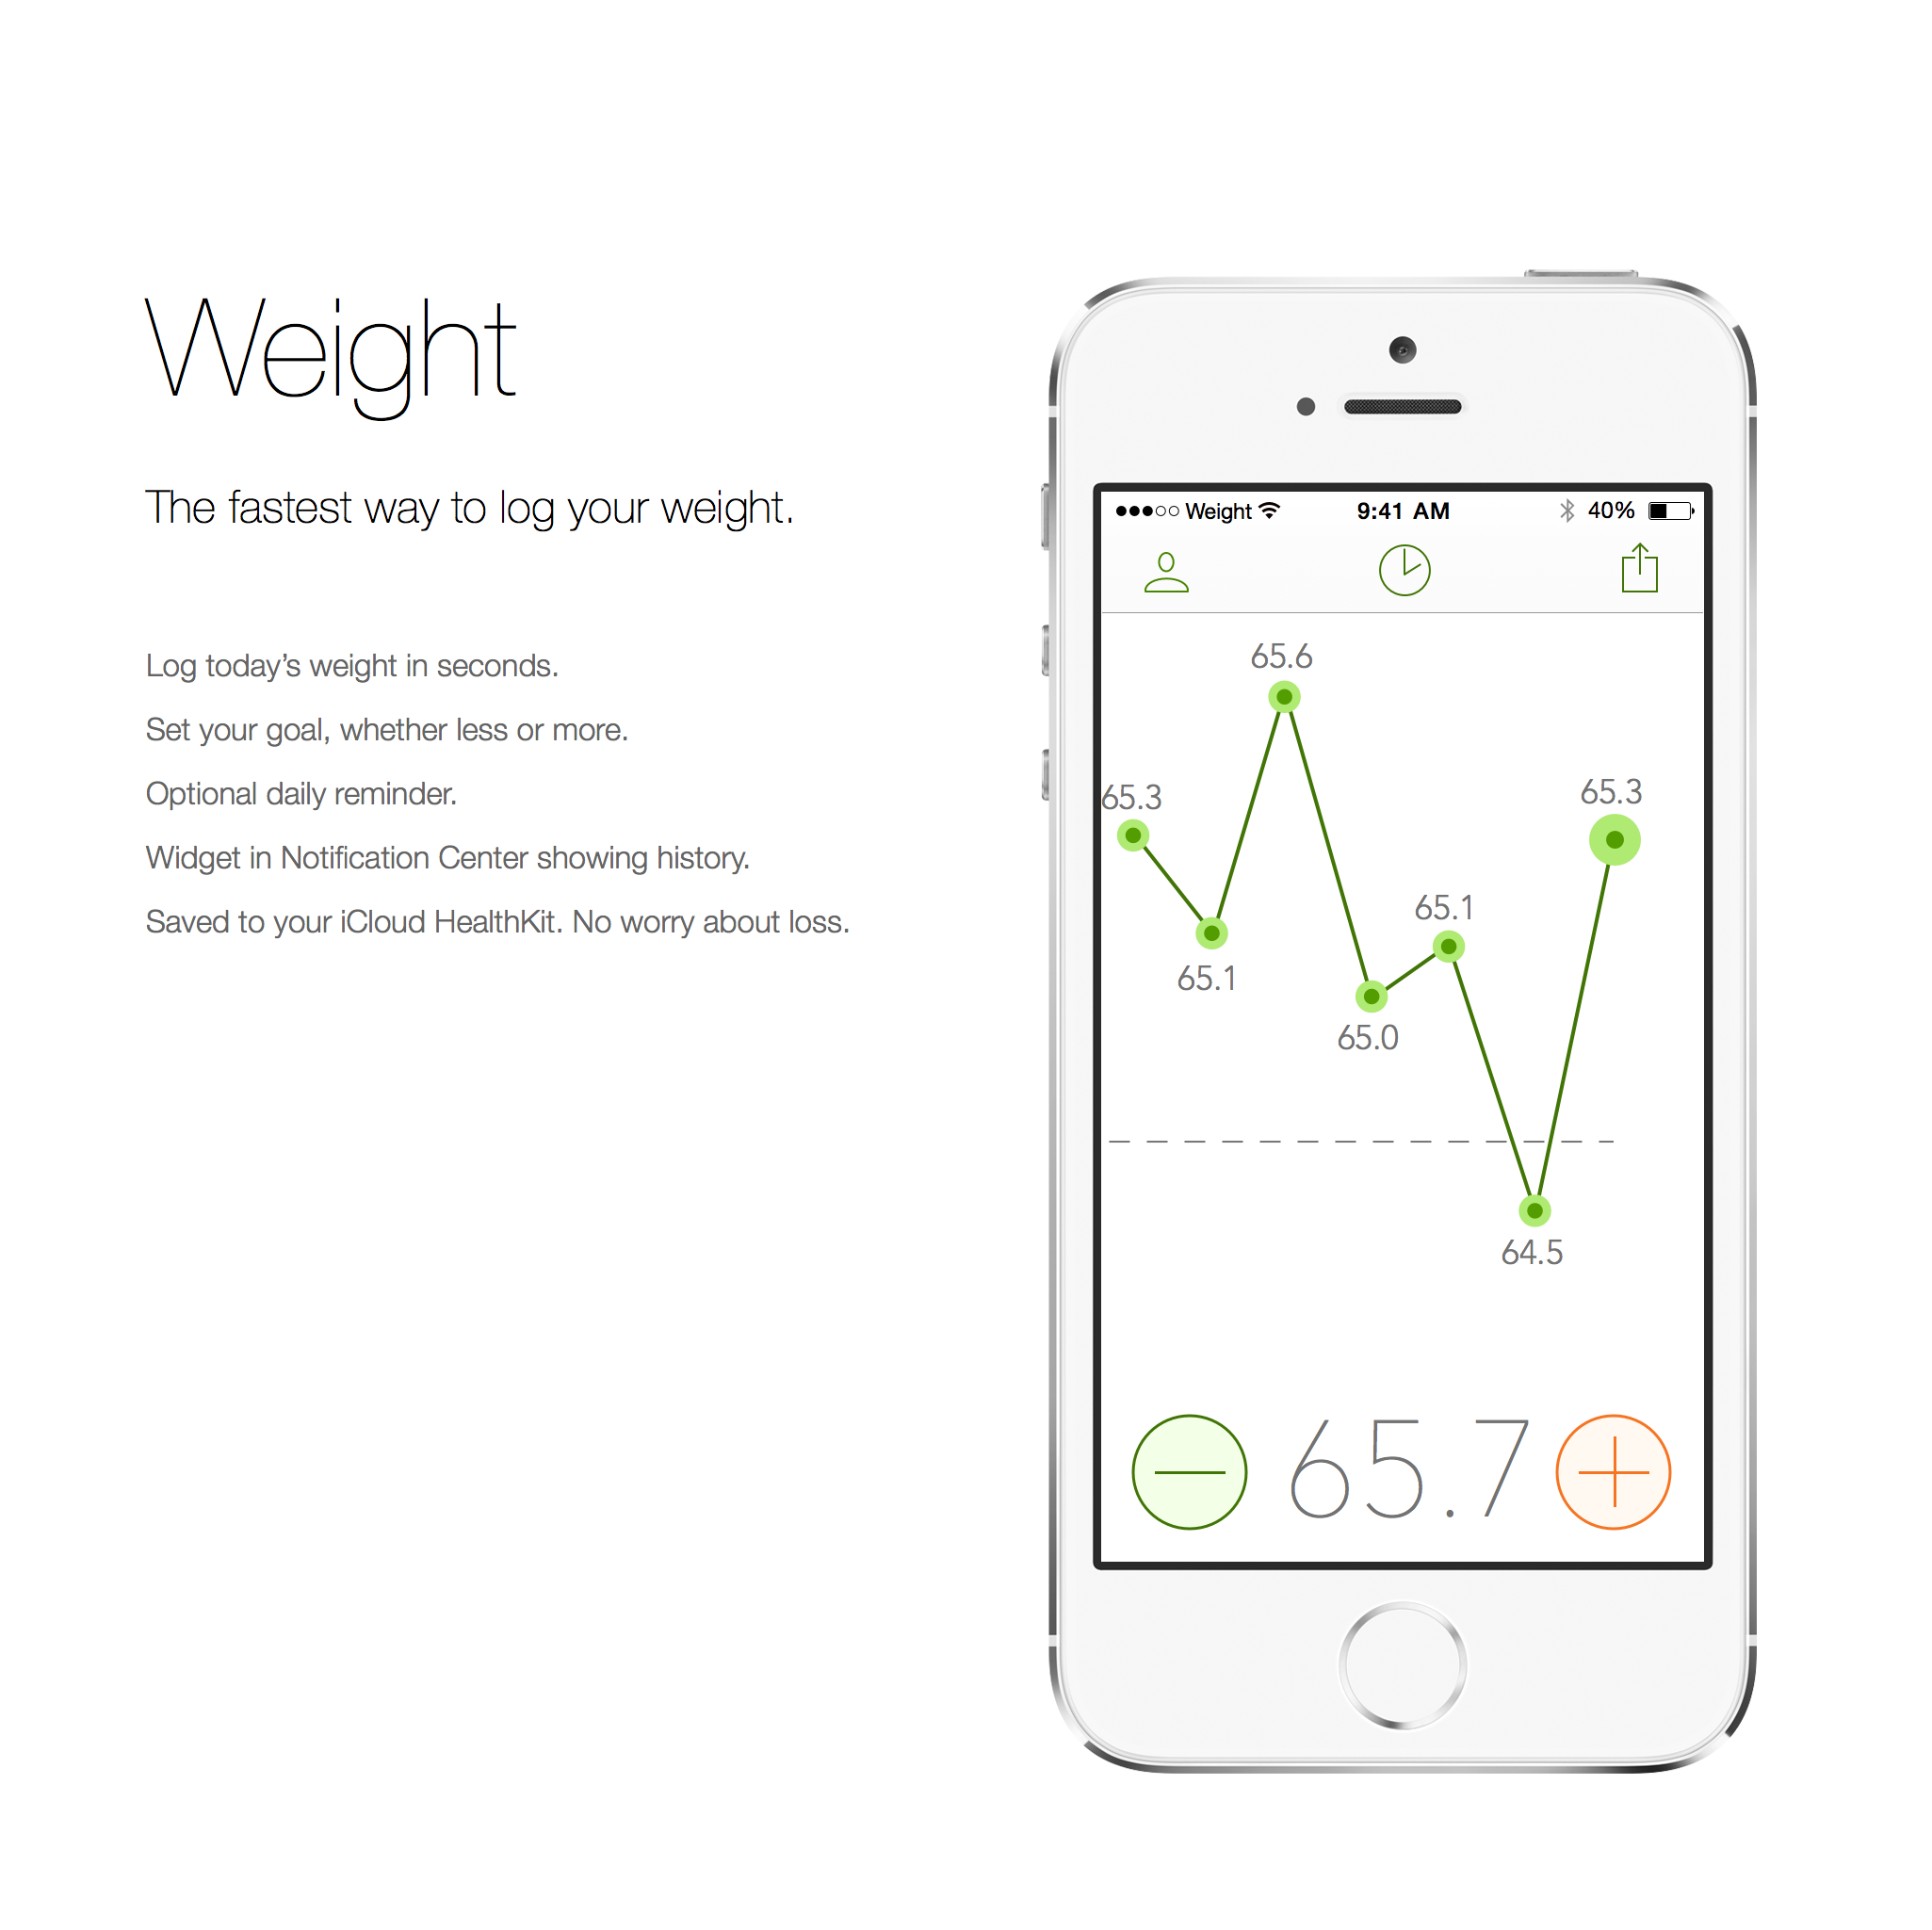 Weight
The fastest way to log your weight.
Log today’s weight in seconds.
Set your goal, whether less or more.
Optional daily reminder.
Widget in Notification Center showing history.
Saved to your iCloud HealthKit. No worry about loss.
Weight 9:41 AM 40%
65.6
65.3
65.3
65.1
65.1
65.0
64.5
65.7